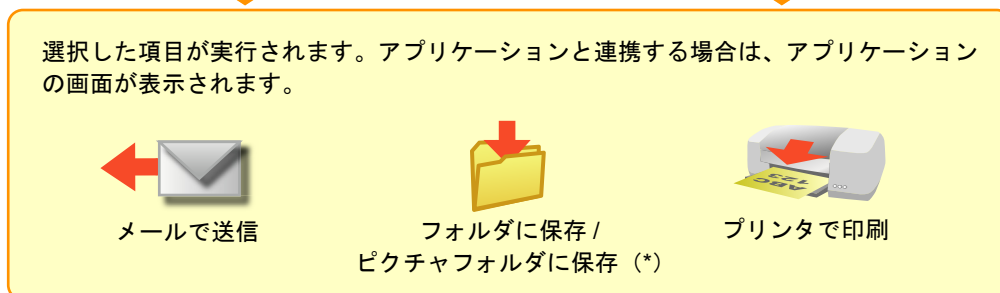 選択した項目が実行されます。アプリケーションと連携する場合は、アプリケーション
の画面が表示されます。
ABC
123
メールで送信
フォルダに保存 /
ピクチャフォルダに保存（*）
プリンタで印刷